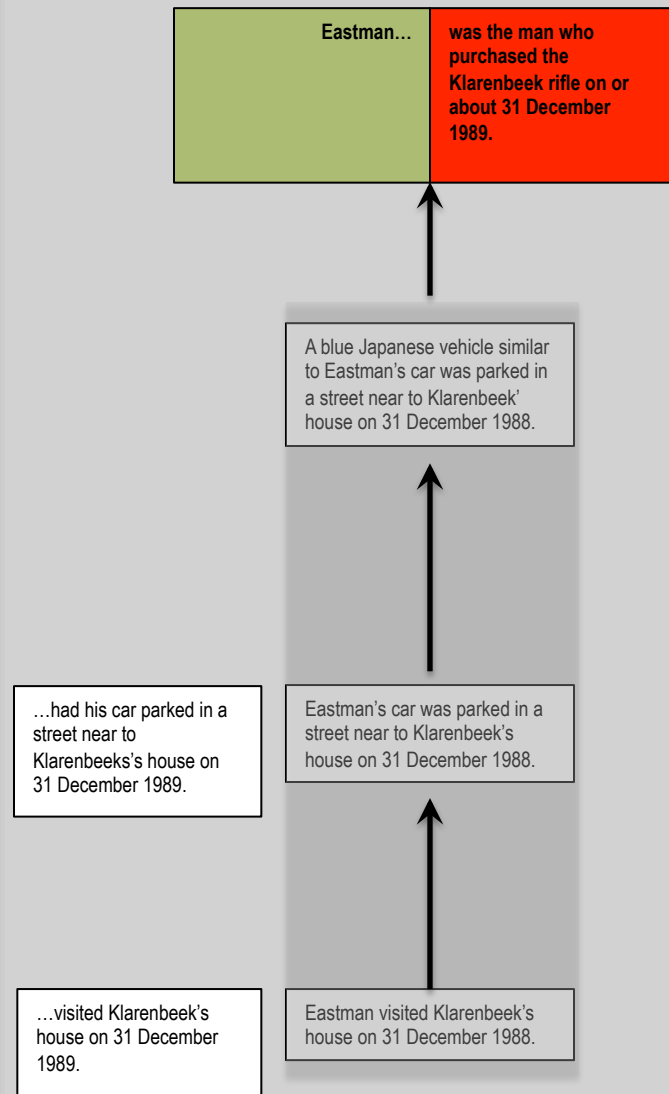 Eastman…
was the man who
purchased the
Klarenbeek rifle on or
about 31 December
1989.
A blue Japanese vehicle similar
to Eastman’s car was parked in
a street near to Klarenbeek’
house on 31 December 1988.
…had his car parked in a
street near to
Klarenbeeks’s house on
31 December 1989.
Eastman’s car was parked in a
street near to Klarenbeek’s
house on 31 December 1988.
…visited Klarenbeek’s
house on 31 December
1989.
Eastman visited Klarenbeek’s
house on 31 December 1988.